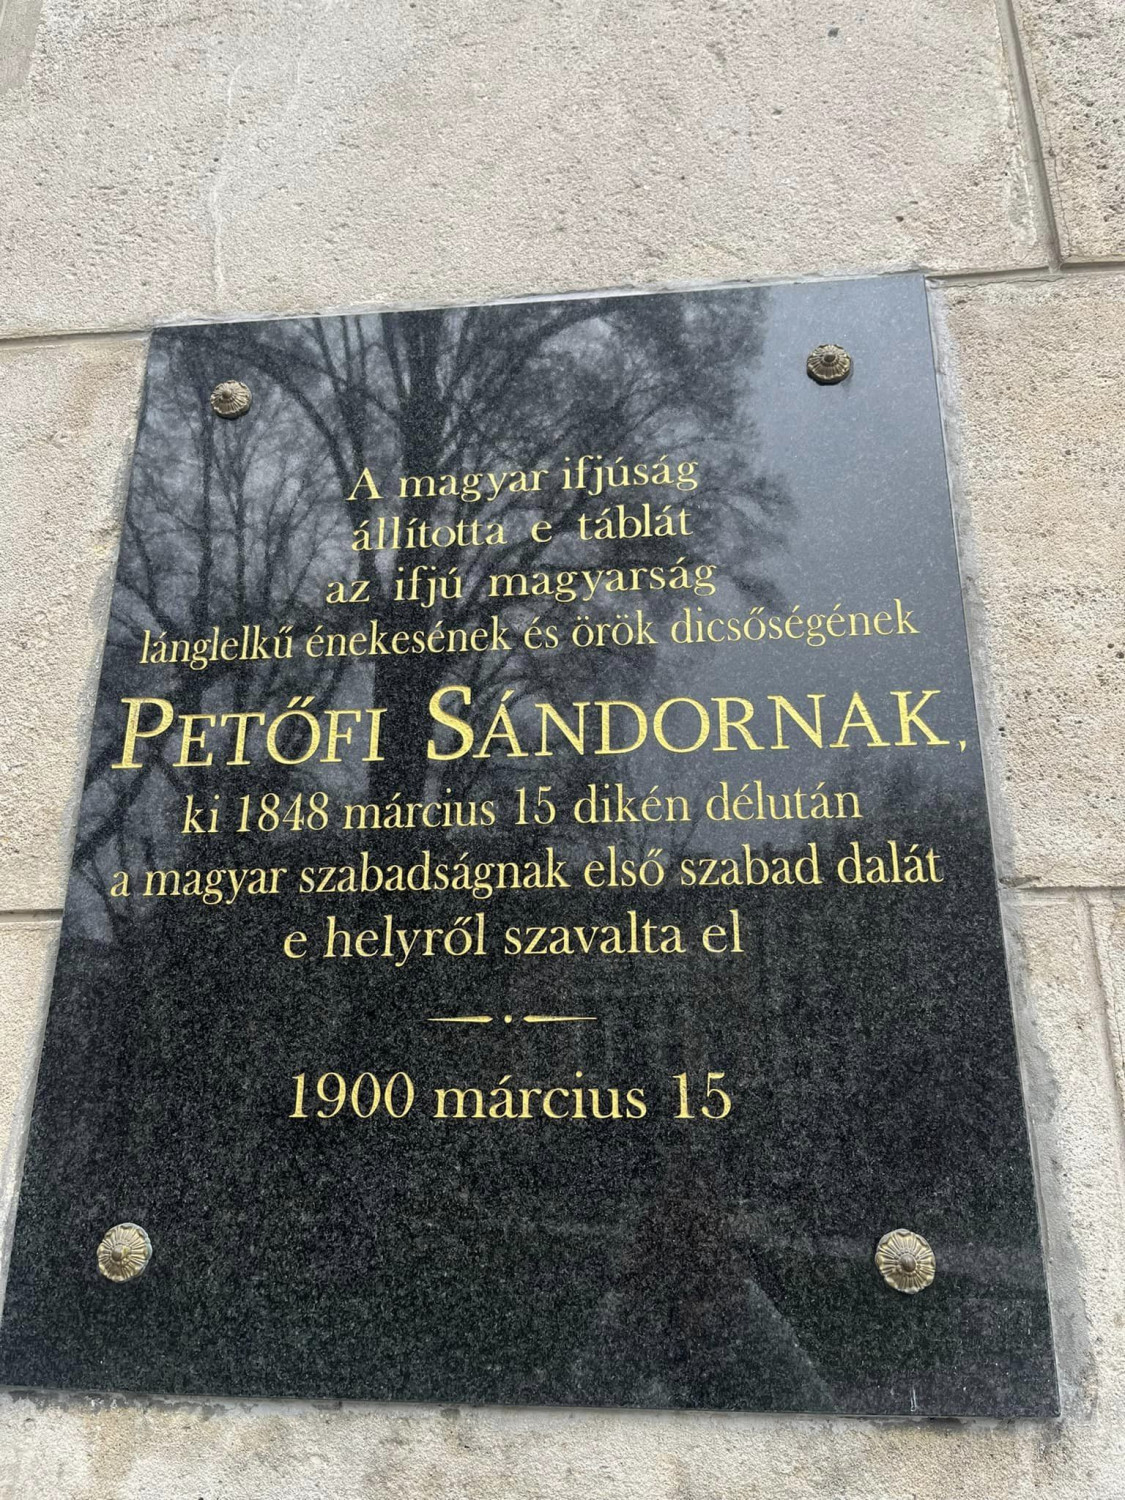 A magyar ifjúság
állította e táblát
az ifjú magyarság
lánglelkű énekesének és örök dicsőségének
PETŐFI SÁNDORNAK,
ki 1848 március 15 dikén délután
a magyar szabadságnak első szabad dalát
e helyről szavalta el
1900 március 15